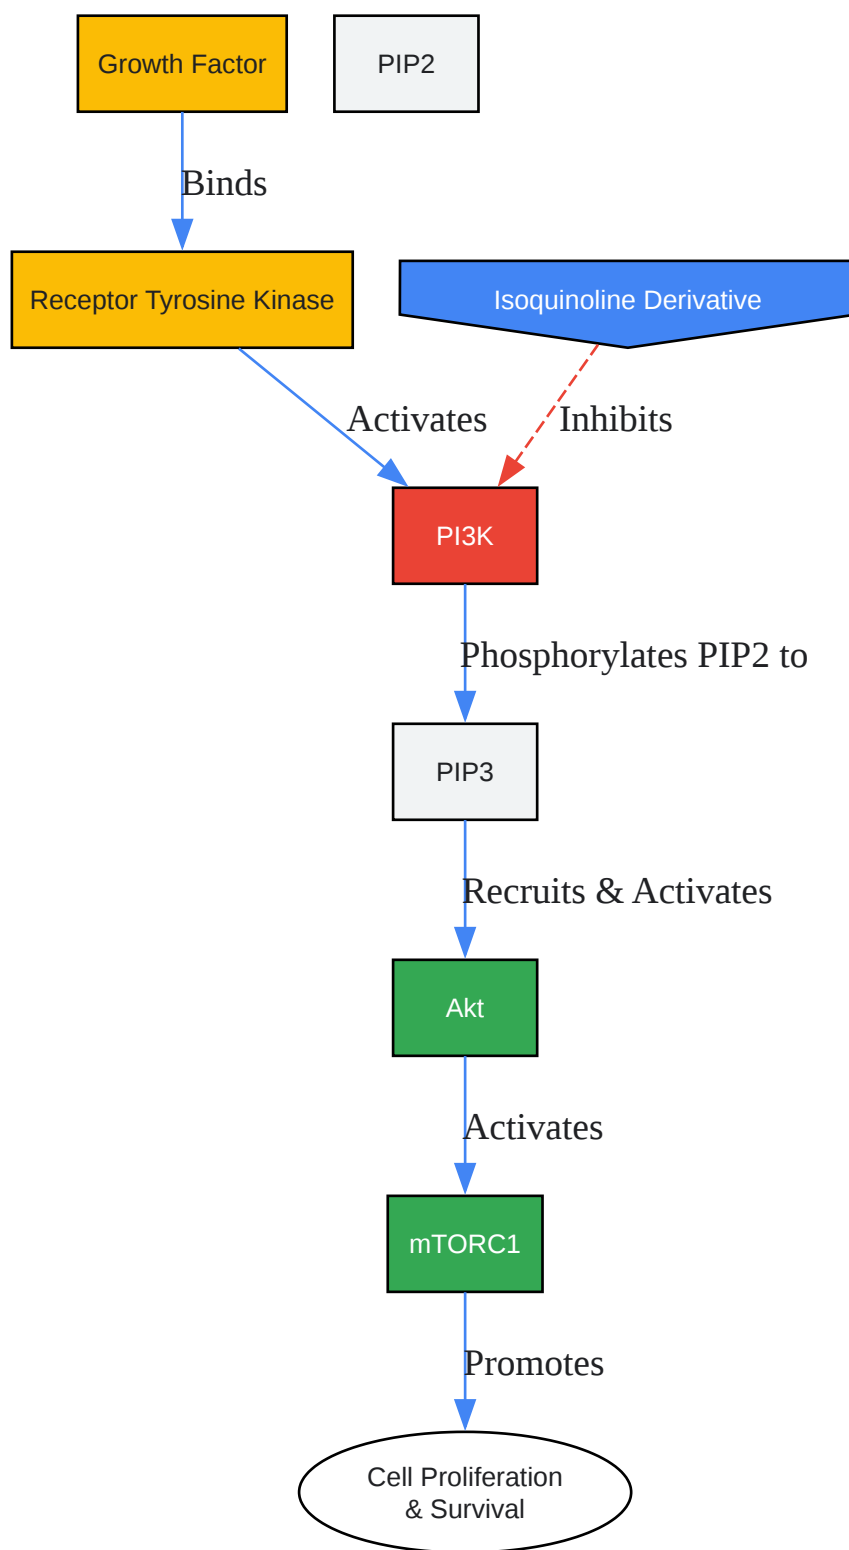 Growth Factor
PIP2
Binds
Receptor Tyrosine Kinase
Isoquinoline Derivative
Activates
Inhibits
PI3K
Phosphorylates PIP2 to
PIP3
Recruits & Activates
Akt
Activates
mTORC1
Promotes
Cell Proliferation
& Survival